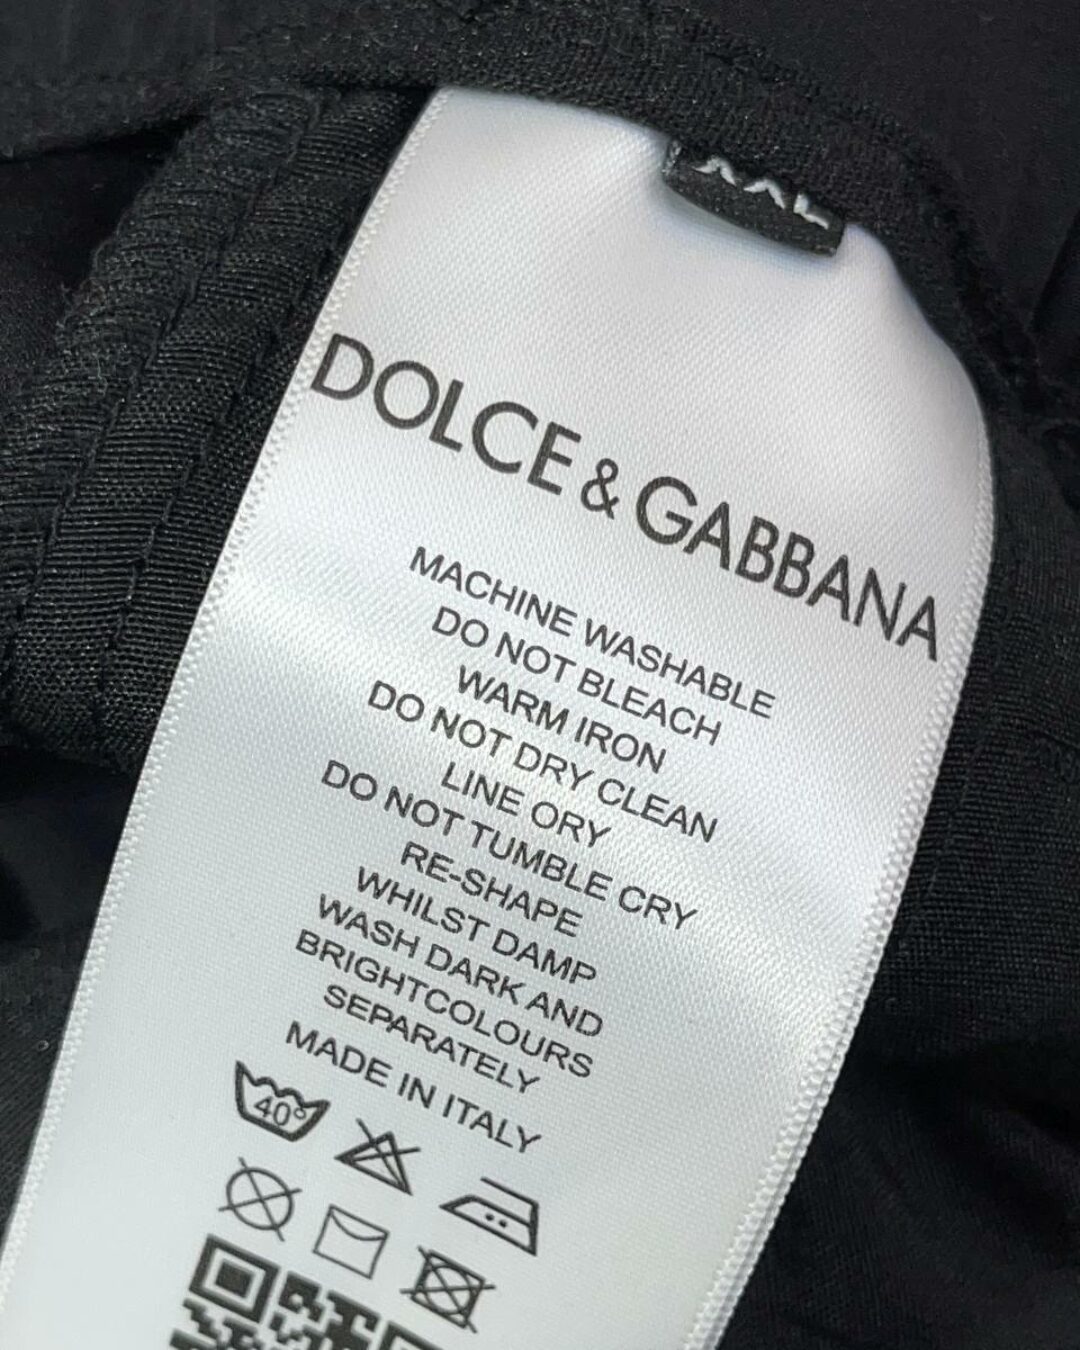 DOLCE & GABBANA
MACHINE WASHABLE
DO NOT BLEACH
WARM IRON
DO NOT DRY CLEAN
LINE ORY
DO NOT TUMBLE CRY
RE-SHAPE
WHILST DAMP
WASH DARK AND
BRIGHTCOLOURS
SEPARATELY
MADE IN ITALY
40°